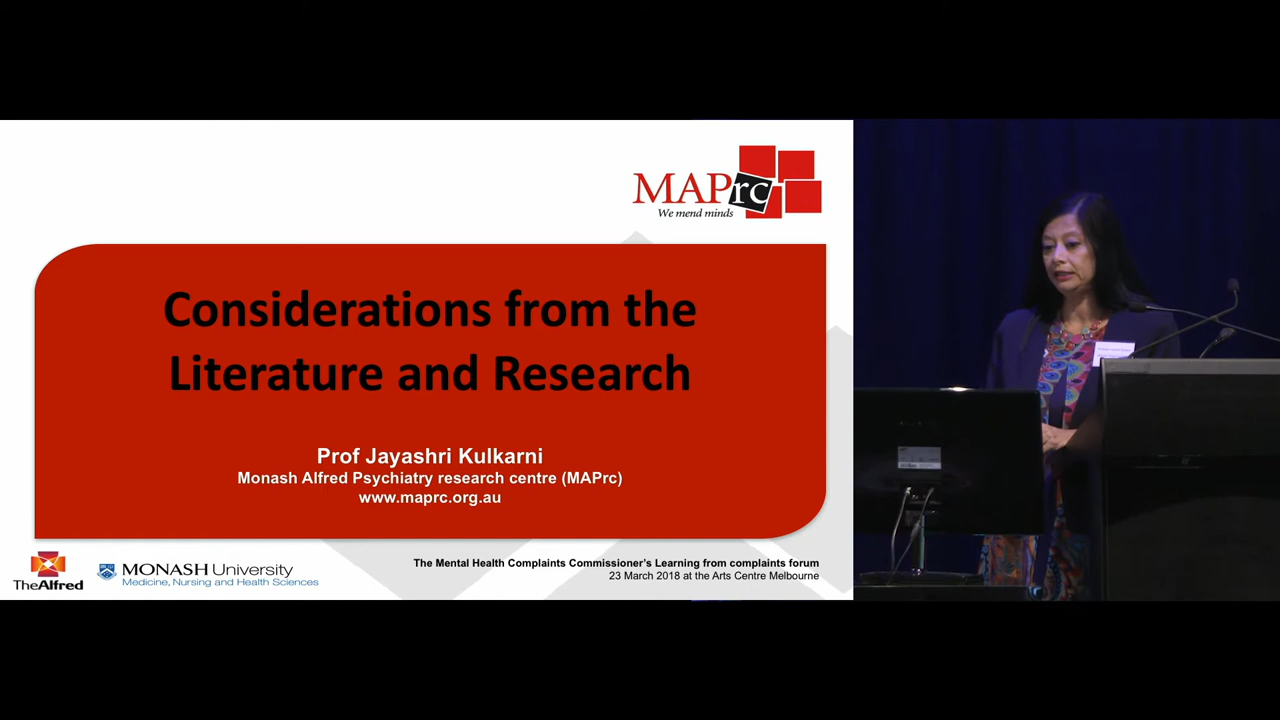 MAPrc
We mend minds
Considerations from the
Literature and Research
Prof Jayashri Kulkarni
Monash Alfred Psychiatry research centre (MAPrc)
www.maprc.org.au
TheAlfred
MONASH University
Medicine, Nursing and Health Sciences
The Mental Health Complaints Commissioner's Learning from complaints forum
23 March 2018 at the Arts Centre Melbourne